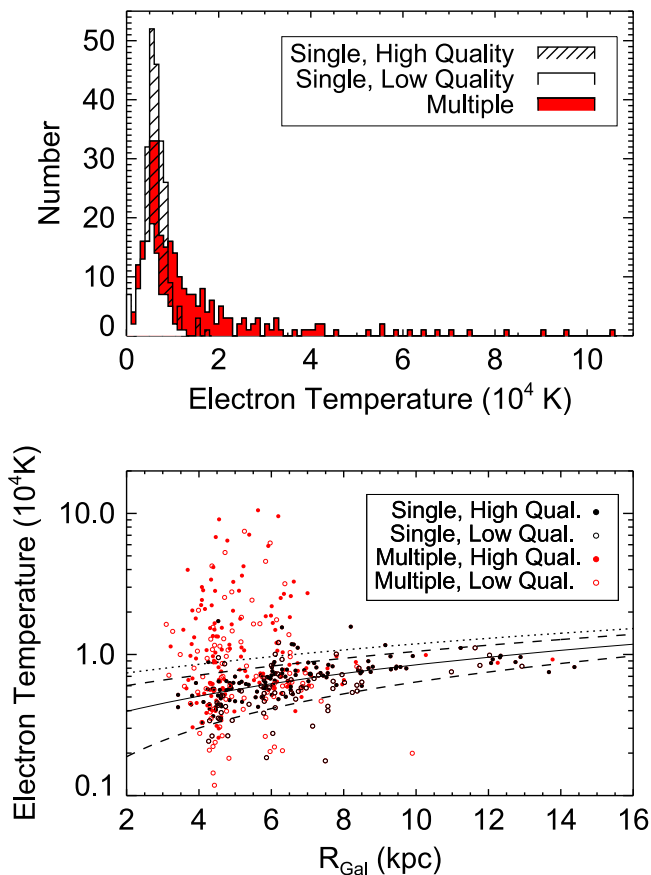 50
40
30
20
10
0
Number
Single, High Quality
Single, Low Quality
Multiple
0 2 4 6 8 10
Electron Temperature (10⁴ K)
10.0
1.0
0.1
Electron Temperature (10⁴K)
Single, High Qual.
Single, Low Qual.
Multiple, High Qual.
Multiple, Low Qual.
2 4 6 8 10 12 14 16
R_Gal (kpc)